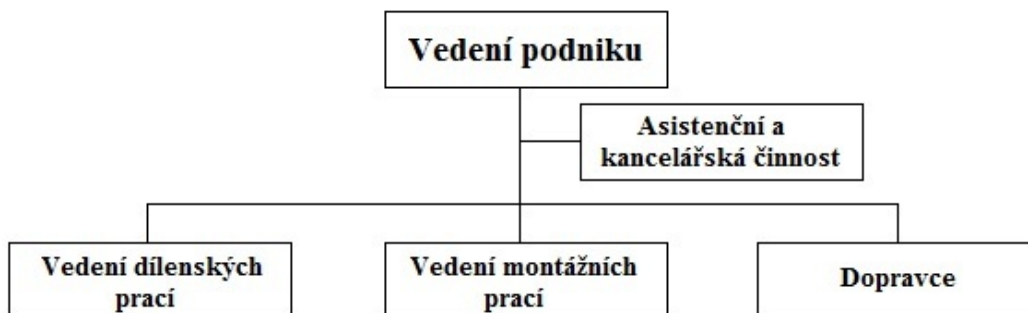 Vedení podniku
Asistenční a
kancelářská činnost
Vedení dílenských
prací
Vedení montážních
prací
Dopravce